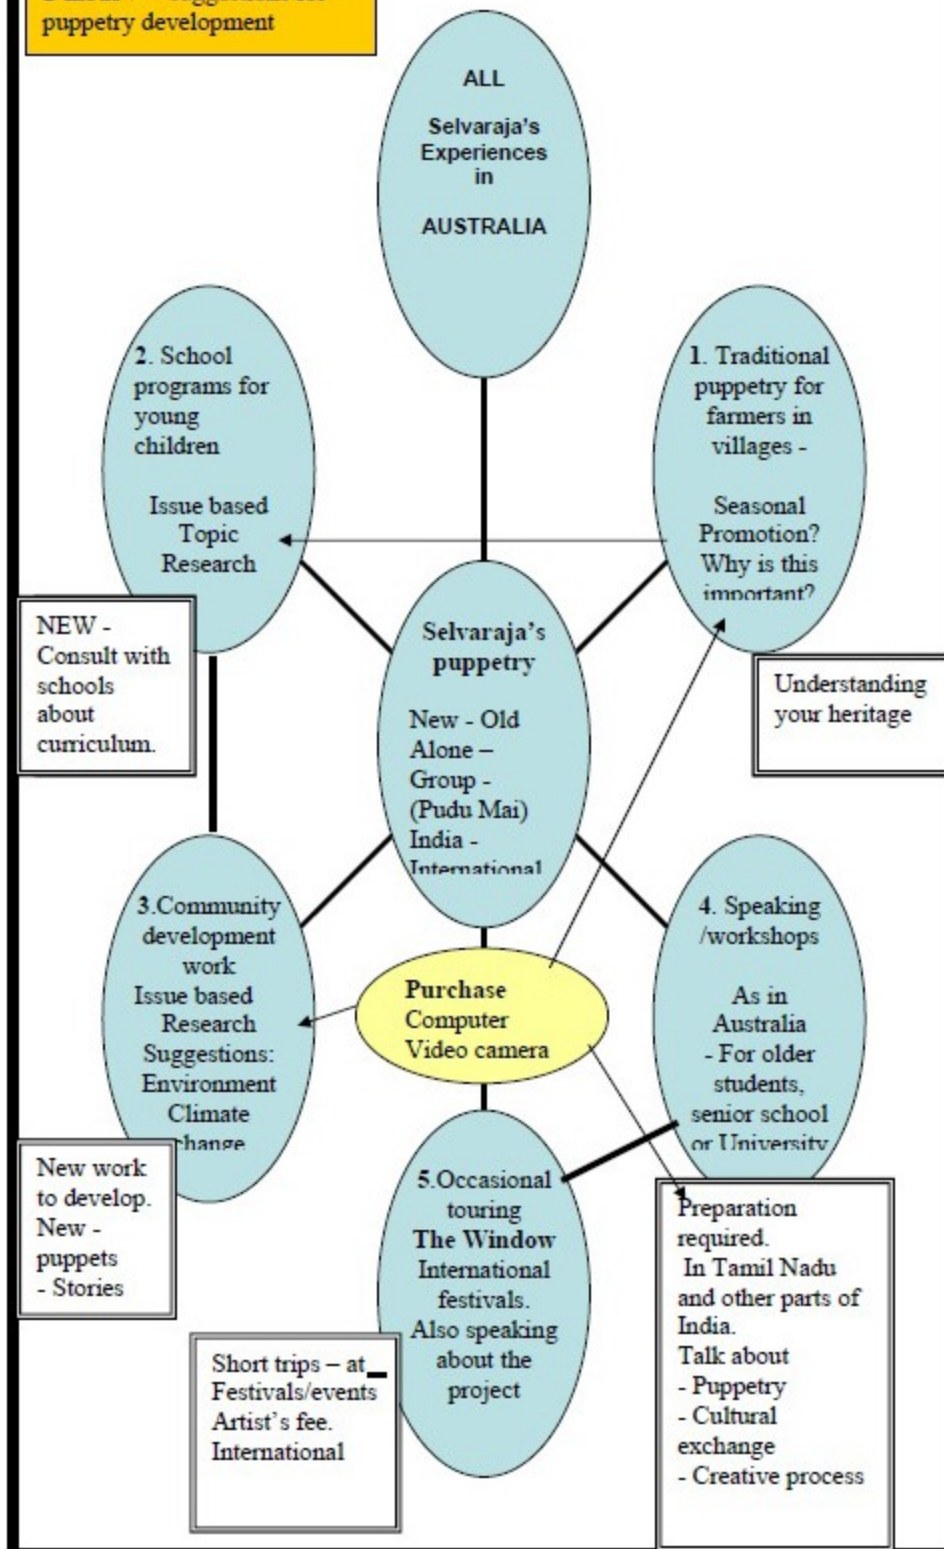 puppetry development
ALL
Selvaraja's
Experiences
in
AUSTRALIA
2. School
programs for
young
children
Issue based
Topic
Research
1. Traditional
puppetry for
farmers in
villages -
Seasonal
Promotion?
Why is this
important?
NEW -
Consult with
schools
about
curriculum.
Selvaraja's
puppetry
New - Old
Alone –
Group -
(Pudu Mai)
India -
International
Understanding
your heritage
3.Community
development
work
Issue based
Research
Suggestions:
Environment
Climate
change
Purchase
Computer
Video camera
4. Speaking
/workshops
As in
Australia
- For older
students,
senior school
or University
New work
to develop.
New -
puppets
- Stories
5.Occasional
touring
The Window
International
festivals.
Also speaking
about the
project
Short trips – at
Festivals/events
Artist's fee.
International
Preparation
required.
In Tamil Nadu
and other parts of
India.
Talk about
- Puppetry
- Cultural
exchange
- Creative process